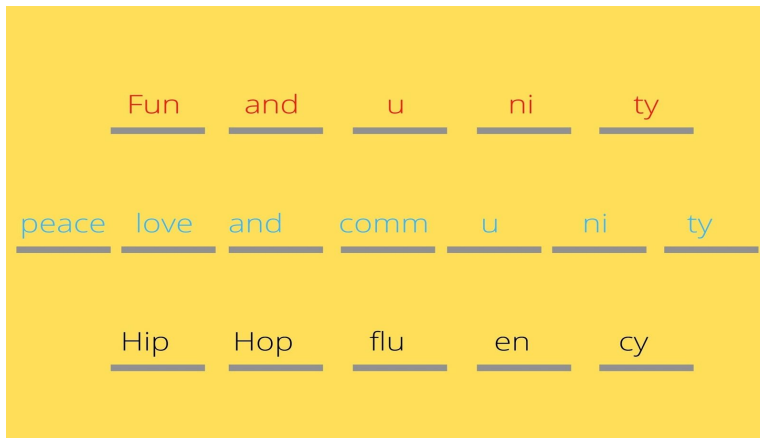 Fun and u ni ty
peace love and comm u ni ty
Hip Hop flu en cy